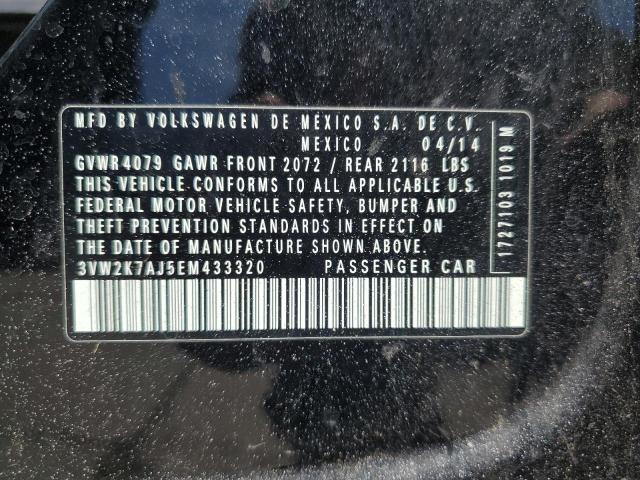 MFD BY VOLKSWAGEN DE MEXICO S.A. DE C.V.
MEXICO 04/14
GVWR4079 GAWR FRONT 2072 / REAR 2116 LBS
THIS VEHICLE CONFORMS TO ALL APPLICABLE U.S.
FEDERAL MOTOR VEHICLE SAFETY, BUMPER AND
THEFT PREVENTION STANDARDS IN EFFECT ON
THE DATE OF MANUFACTURE SHOWN ABOVE.
3VW2K7AJ5EM433320 PASSENGER CAR
1727103 1019 M